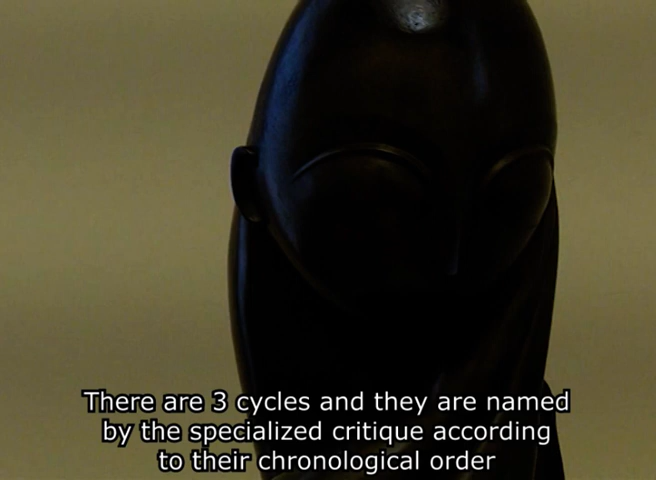 There are 3 cycles and they are named
by the specialized critique according
to their chronological order